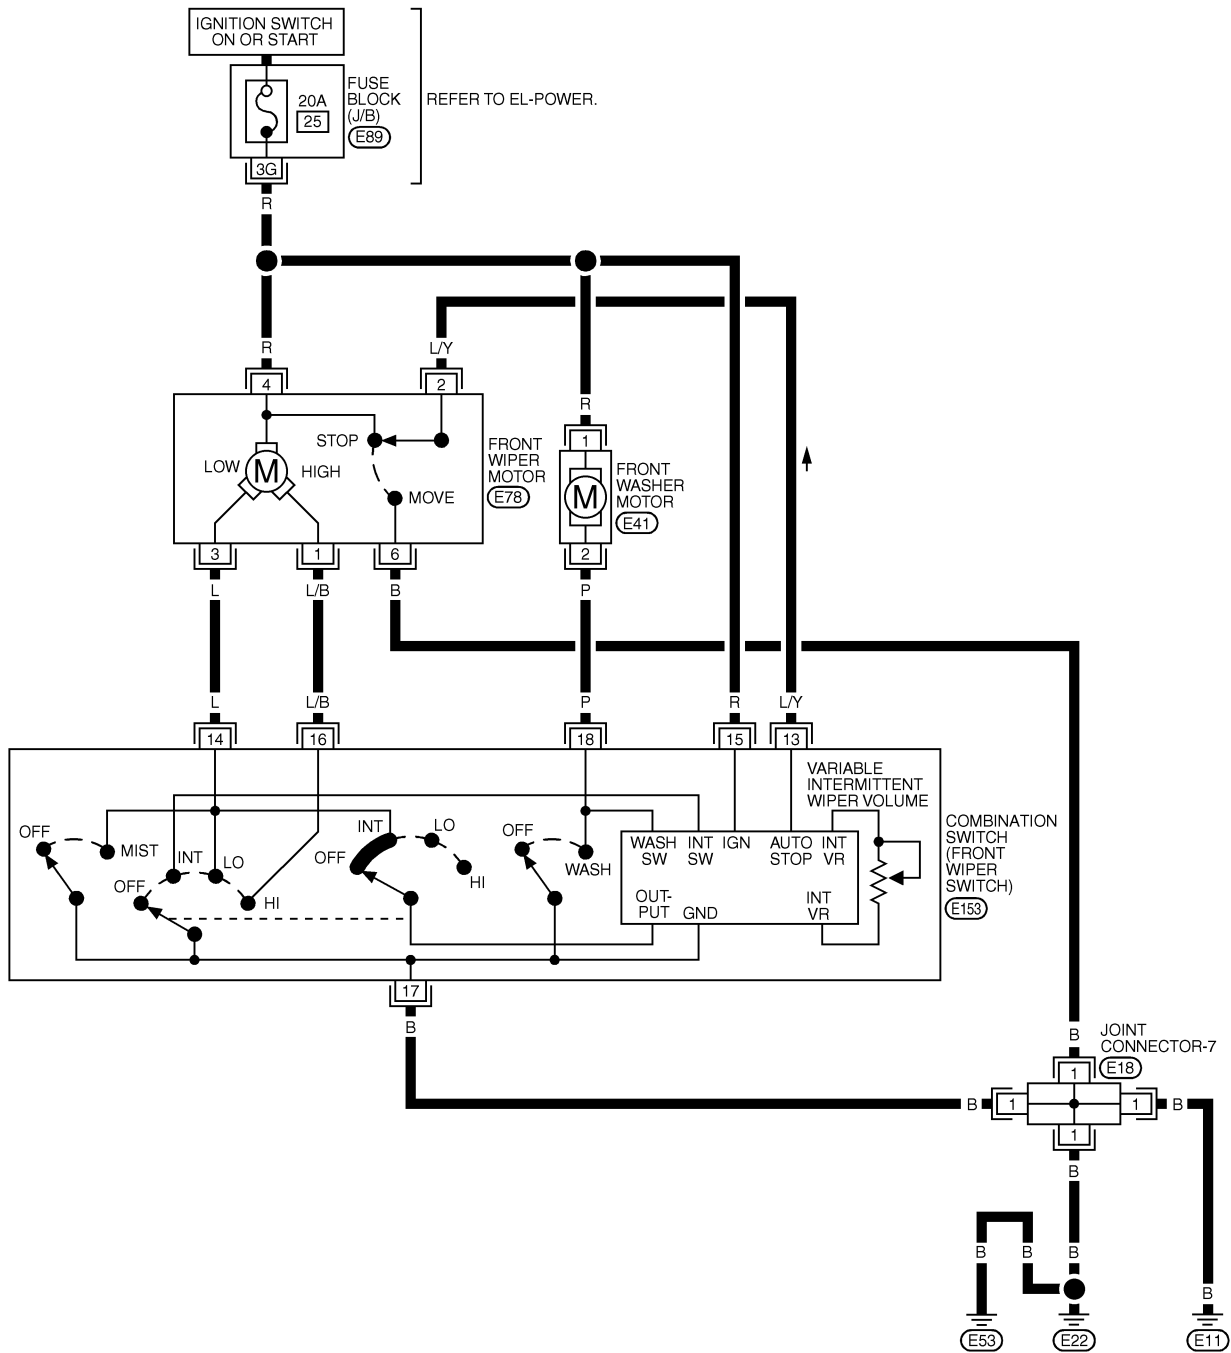 IGNITION SWITCH
ON OR START
FUSE
BLOCK
(J/B)
E89
20A
25
REFER TO EL-POWER.
3G
R
R
L/Y
4
2
R
1
STOP
LOW
M
HIGH
MOVE
FRONT
WIPER
MOTOR
E78
FRONT
WASHER
MOTOR
E41
M
3
1
6
2
L
L/B
B
P
L
L/B
P
R
L/Y
14
16
18
15
13
VARIABLE
INTERMITTENT
WIPER VOLUME
OFF
MIST
INT
LO
OFF
HI
INT
LO
OFF
HI
OFF
WASH
WASH
SW
INT
SW
IGN
AUTO
STOP
INT
VR
OUT-
PUT
GND
INT
VR
COMBINATION
SWITCH
(FRONT
WIPER
SWITCH)
E153
17
B
B
JOINT
CONNECTOR-7
E18
1
B
1
1
B
1
B
B
B
B
B
E53
E22
E11